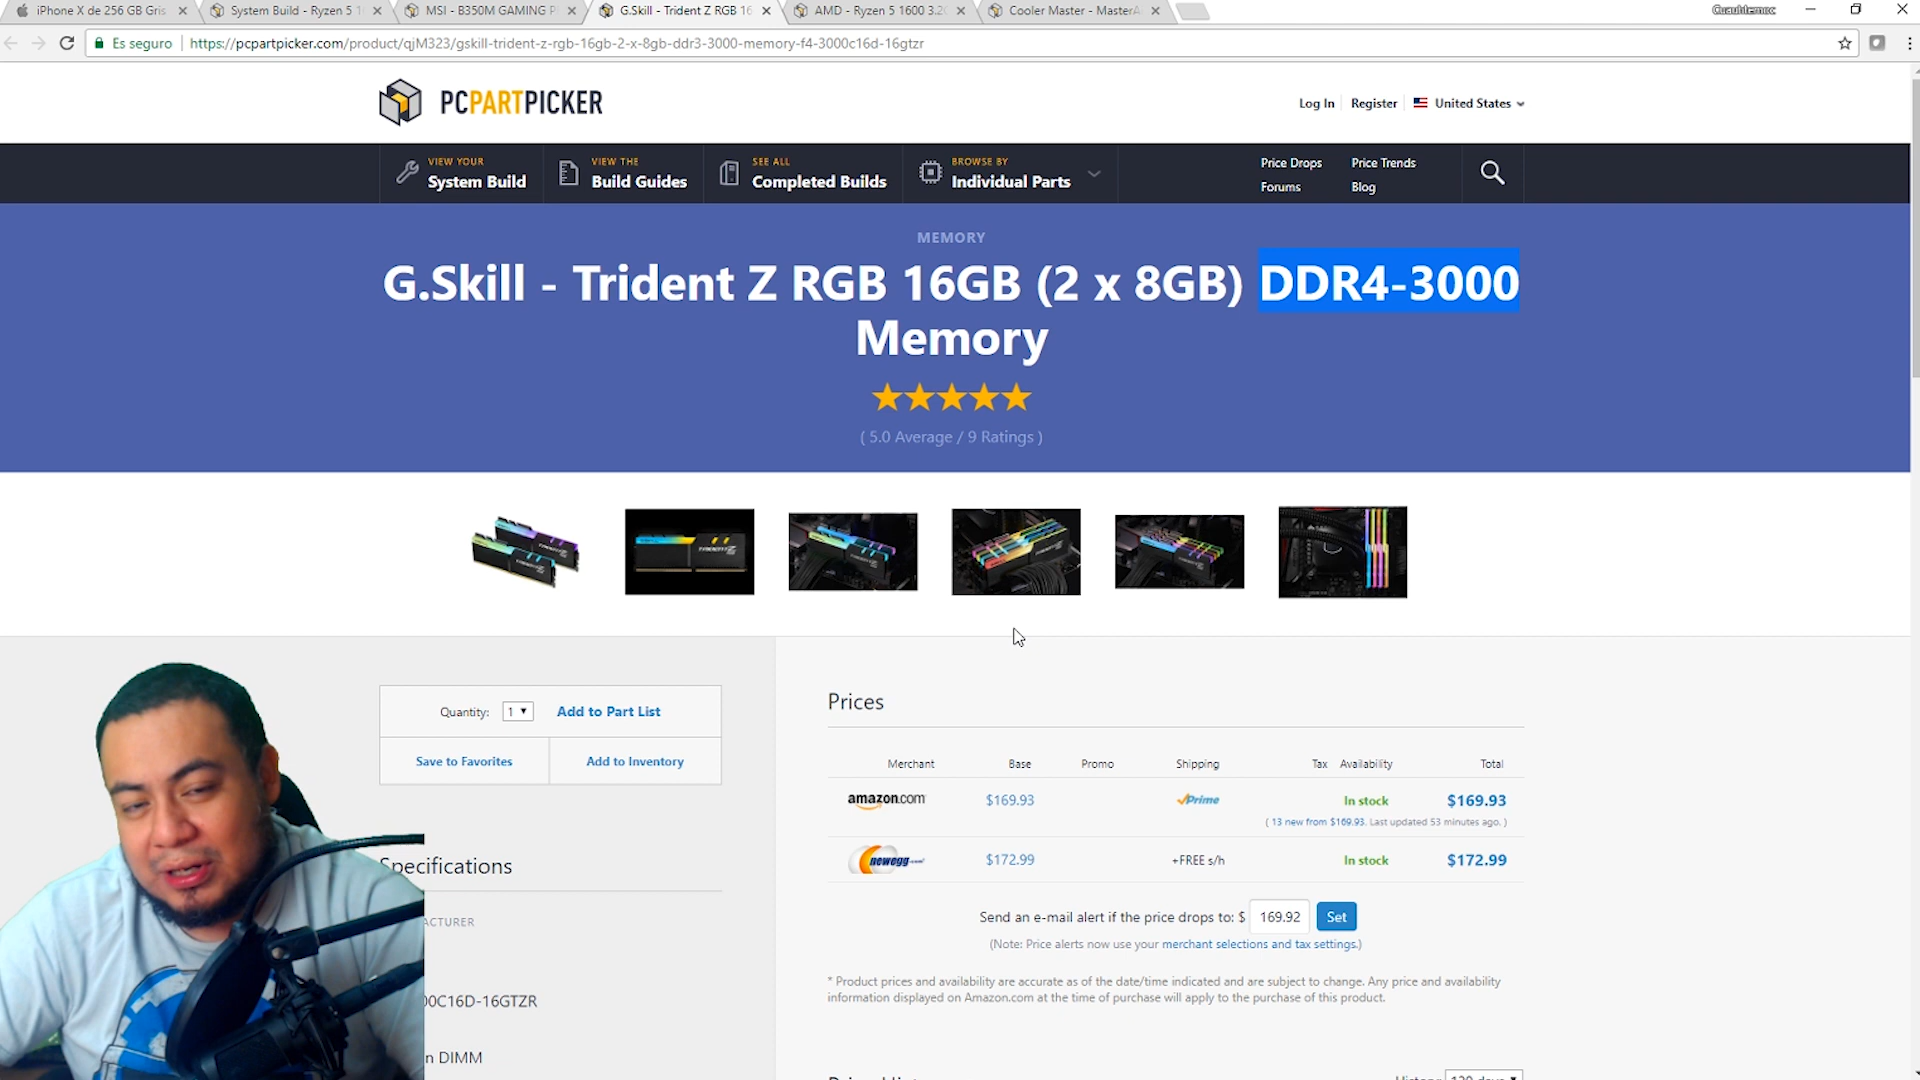 iPhone X de 256 GB Gris
System Build - Ryzen 5 1
MSI - B350M GAMING P
G.Skill - Trident Z RGB 16
AMD - Ryzen 5 1600 3.2G
Cooler Master - MasterA
Cuauhtemoc
Es seguro
https://pcpartpicker.com/product/qjM323/gskill-trident-z-rgb-16gb-2-x-8gb-ddr3-3000-memory-f4-3000c16d-16gtzr
PCPARTPICKER
Log In
Register
United States
VIEW YOUR
System Build
VIEW THE
Build Guides
SEE ALL
Completed Builds
BROWSE BY
Individual Parts
Price Drops
Price Trends
Forums
Blog
MEMORY
G.Skill - Trident Z RGB 16GB (2 x 8GB) DDR4-3000
Memory
( 5.0 Average / 9 Ratings )
Quantity: 1
Add to Part List
Save to Favorites
Add to Inventory
Specifications
ACTURER
00C16D-16GTZR
n DIMM
Prices
Merchant Base Promo Shipping Tax Availability Total
amazon.com $169.93 Prime In stock $169.93
( 13 new from $169.93. Last updated 53 minutes ago. )
newegg.com $172.99 +FREE s/h In stock $172.99
Send an e-mail alert if the price drops to: $ 169.92 Set
(Note: Price alerts now use your merchant selections and tax settings.)
* Product prices and availability are accurate as of the date/time indicated and are subject to change. Any price and availability
information displayed on Amazon.com at the time of purchase will apply to the purchase of this product.